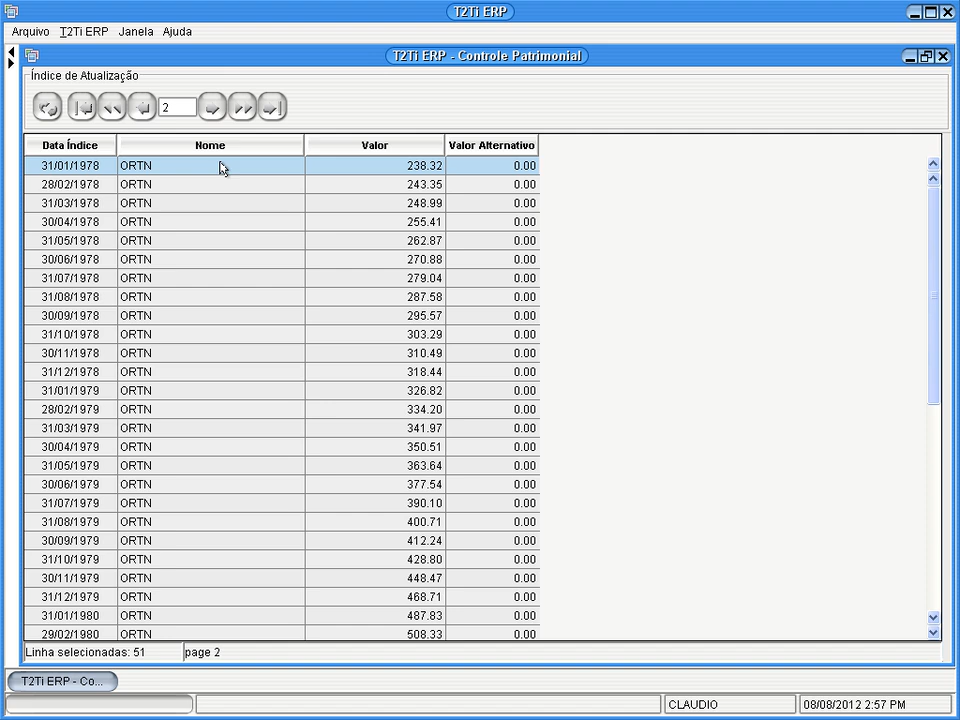 T2Ti ERP
Arquivo T2Ti ERP Janela Ajuda
T2Ti ERP - Controle Patrimonial
Índice de Atualização
2
Data Índice Nome Valor Valor Alternativo
31/01/1978 ORTN 238.32 0.00
28/02/1978 ORTN 243.35 0.00
31/03/1978 ORTN 248.99 0.00
30/04/1978 ORTN 255.41 0.00
31/05/1978 ORTN 262.87 0.00
30/06/1978 ORTN 270.88 0.00
31/07/1978 ORTN 279.04 0.00
31/08/1978 ORTN 287.58 0.00
30/09/1978 ORTN 295.57 0.00
31/10/1978 ORTN 303.29 0.00
30/11/1978 ORTN 310.49 0.00
31/12/1978 ORTN 318.44 0.00
31/01/1979 ORTN 326.82 0.00
28/02/1979 ORTN 334.20 0.00
31/03/1979 ORTN 341.97 0.00
30/04/1979 ORTN 350.51 0.00
31/05/1979 ORTN 363.64 0.00
30/06/1979 ORTN 377.54 0.00
31/07/1979 ORTN 390.10 0.00
31/08/1979 ORTN 400.71 0.00
30/09/1979 ORTN 412.24 0.00
31/10/1979 ORTN 428.80 0.00
30/11/1979 ORTN 448.47 0.00
31/12/1979 ORTN 468.71 0.00
31/01/1980 ORTN 487.83 0.00
29/02/1980 ORTN 508.33 0.00
Linha selecionadas: 51 page 2
T2Ti ERP - Co...
CLAUDIO 08/08/2012 2:57 PM